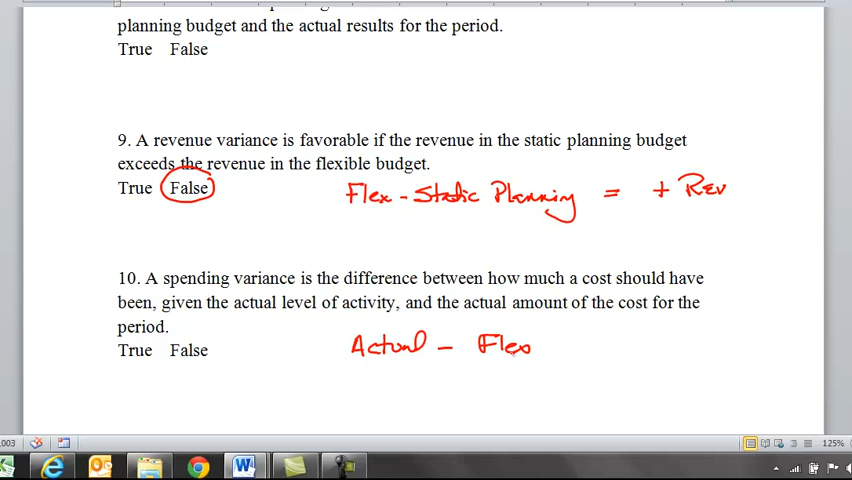 planning budget and the actual results for the period.
True False
9. A revenue variance is favorable if the revenue in the static planning budget
exceeds the revenue in the flexible budget.
True False
Flex - Static Planning = + Rev
10. A spending variance is the difference between how much a cost should have
been, given the actual level of activity, and the actual amount of the cost for the
period.
True False
Actual - Flex
,003
125%